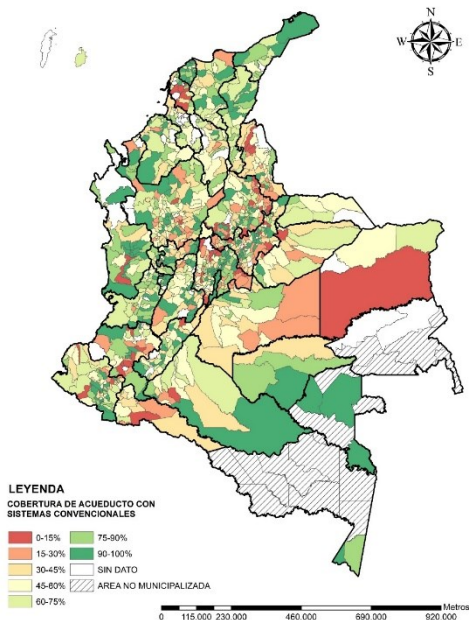 N
W
E
S
LEYENDA
COBERTURA DE ACUEDUCTO CON
SISTEMAS CONVENCIONALES
0-15%
75-90%
15-30%
90-100%
30-45%
SIN DATO
45-60%
AREA NO MUNICIPALIZADA
60-75%
Metros
0 115.000 230.000 460.000 690.000 920.000